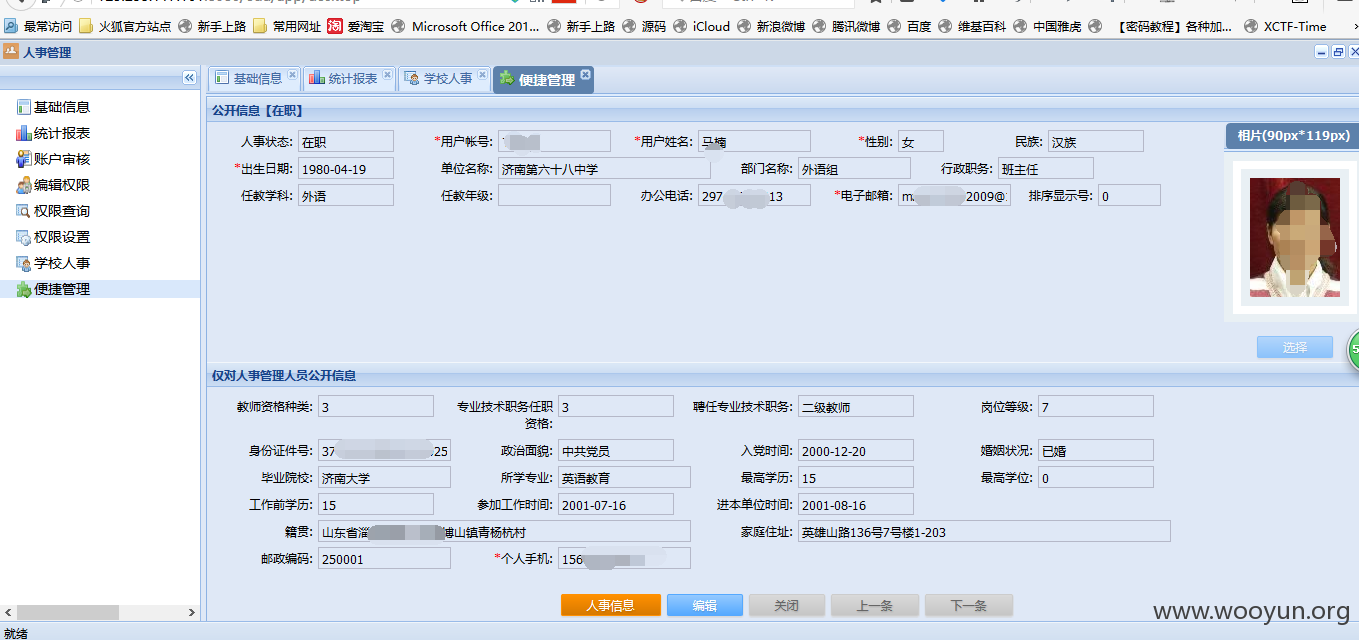 最常访问 火狐官方站点 新手上路 常用网址 淘 爱淘宝 Microsoft Office 201... 新手上路 源码 iCloud 新浪微博 腾讯微博 百度 维基百科 中国雅虎 【密码教程】各种加... XCTF-Time
人事管理
基础信息 统计报表 学校人事 便捷管理
基础信息
统计报表
账户审核
编辑权限
权限查询
权限设置
学校人事
便捷管理
公开信息【在职】
人事状态: 在职 *用户帐号: *用户姓名: 马楠 *性别: 女 民族: 汉族
*出生日期: 1980-04-19 单位名称: 济南第六十八中学 部门名称: 外语组 行政职务: 班主任
任教学科: 外语 任教年级: 办公电话: 297 13 *电子邮箱: m 2009@ 排序显示号: 0
相片(90px*119px)
选择
仅对人事管理人员公开信息
教师资格种类: 3 专业技术职务任职资格: 3 聘任专业技术职务: 二级教师 岗位等级: 7
身份证件号: 37 25 政治面貌: 中共党员 入党时间: 2000-12-20 婚姻状况: 已婚
毕业院校: 济南大学 所学专业: 英语教育 最高学历: 15 最高学位: 0
工作前学历: 15 参加工作时间: 2001-07-16 进本单位时间: 2001-08-16
籍贯: 山东省淄 博山镇青杨杭村 家庭住址: 英雄山路136号7号楼1-203
邮政编码: 250001 *个人手机: 156
人事信息 编辑 关闭 上一条 下一条
www.wooyun.org
就绪